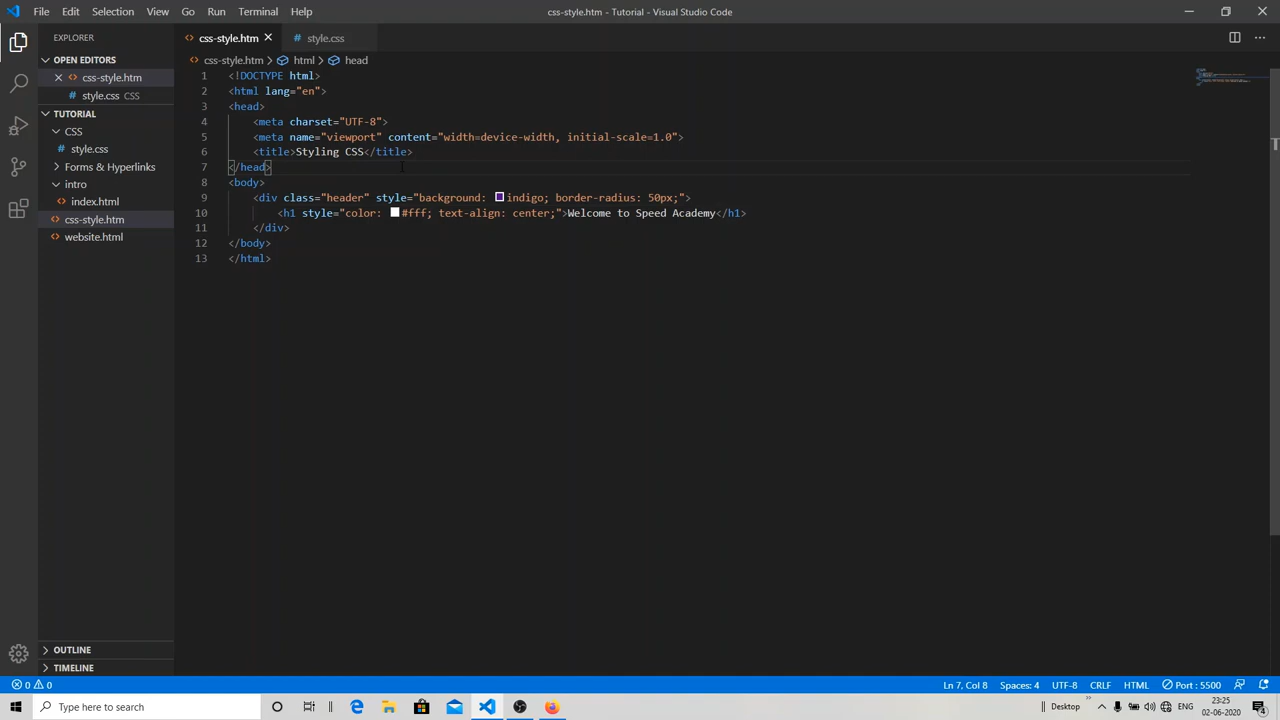 File Edit Selection View Go Run Terminal Help
css-style.htm - Tutorial - Visual Studio Code
EXPLORER
OPEN EDITORS
css-style.htm
style.css CSS
TUTORIAL
CSS
style.css
Forms & Hyperlinks
intro
index.html
css-style.htm
website.html
OUTLINE
TIMELINE
css-style.htm style.css
css-style.htm > html > head
1 <!DOCTYPE html>
2 <html lang="en">
3 <head>
4 <meta charset="UTF-8">
5 <meta name="viewport" content="width=device-width, initial-scale=1.0">
6 <title>Styling CSS</title>
7 </head>
8 <body>
9 <div class="header" style="background: indigo; border-radius: 50px;">
10 <h1 style="color: #fff; text-align: center;">Welcome to Speed Academy</h1>
11 </div>
12 </body>
13 </html>
0 0 Ln 7, Col 8 Spaces: 4 UTF-8 CRLF HTML Port : 5500
Type here to search
Desktop ENG 23:25
02-06-2020
4